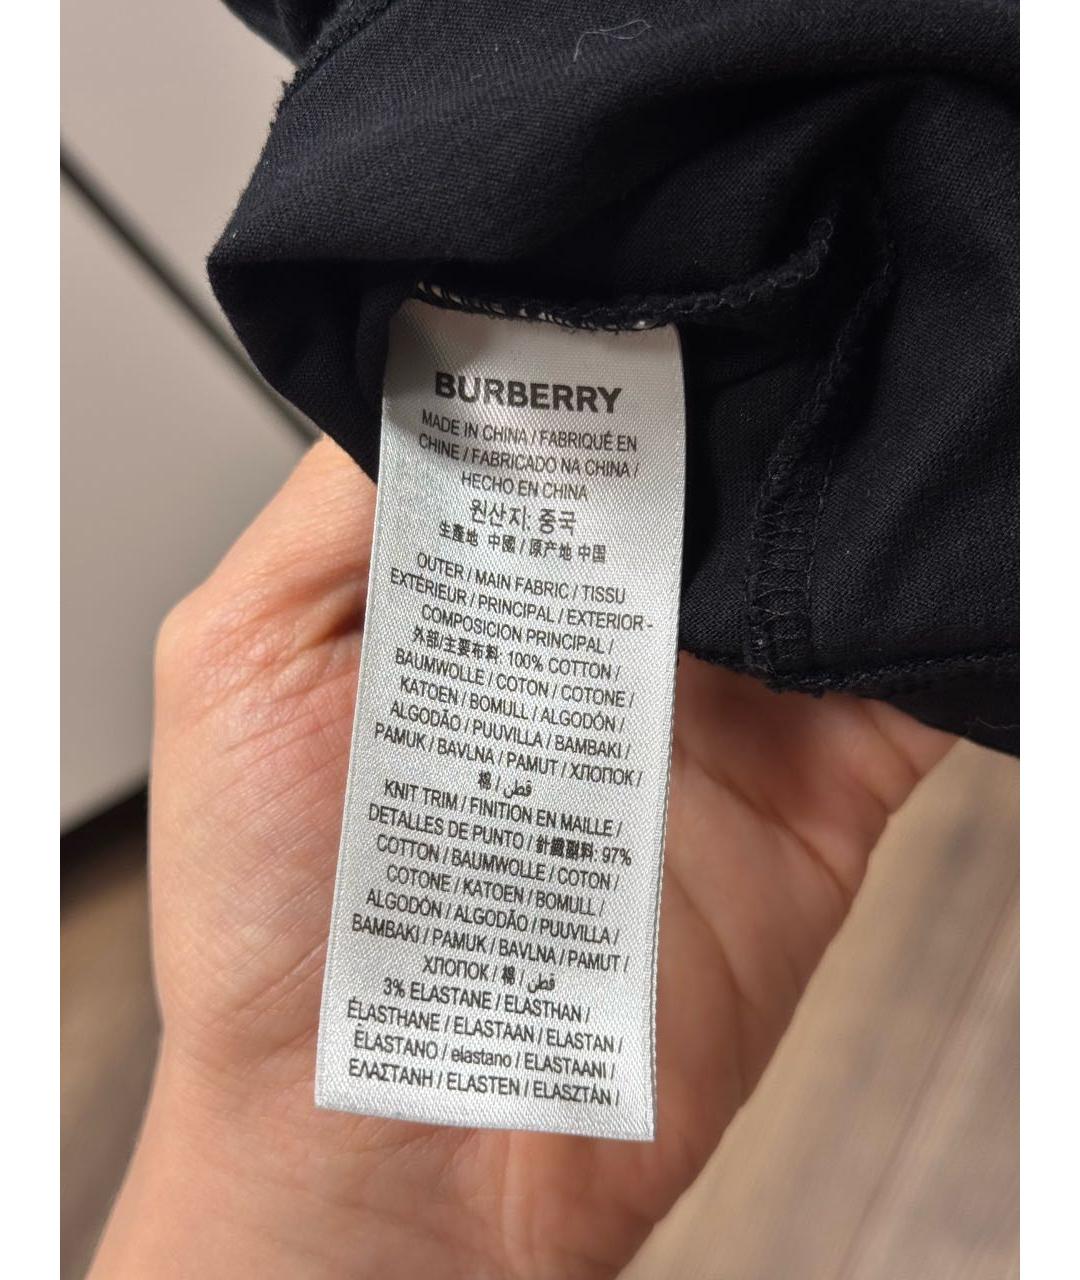 BURBERRY
MADE IN CHINA / FABRIQUÉ EN
CHINE / FABRICADO NA CHINA /
HECHO EN CHINA
원산지: 중국
生產地 中國 / 原产地 中国
OUTER / MAIN FABRIC / TISSU
EXTÉRIEUR / PRINCIPAL / EXTERIOR-
COMPOSICION PRINCIPAL /
外部/主要布料: 100% COTTON /
BAUMWOLLE / COTON / COTONE /
KATOEN / BOMULL / ALGODÓN /
ALGODÃO / PUUVILLA / BAMBAKI /
PAMUK / BAVLNA / PAMUT / ХЛОПОК /
棉 / قطن /
KNIT TRIM / FINITION EN MAILLE /
DETALLES DE PUNTO / 針織副料: 97%
COTTON / BAUMWOLLE / COTON /
COTONE / KATOEN / BOMULL /
ALGODÓN / ALGODÃO / PUUVILLA /
BAMBAKI / PAMUK / BAVLNA / PAMUT /
ХЛОПОК / 棉 / قطن /
3% ELASTANE / ELASTHAN /
ÉLASTHANE / ELASTAAN / ELASTAN /
ELASTANO / elastano / ELASTAANI /
ΕΛΑΣΤΑΝΗ / ELASTEN / ELASZTÁN /